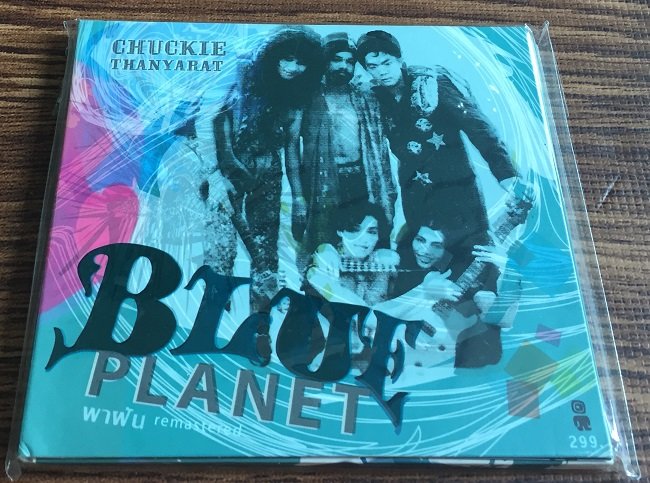 CHUCKIE
THANYARAT
BLUE
PLANET
พาฝัน remastered
299.